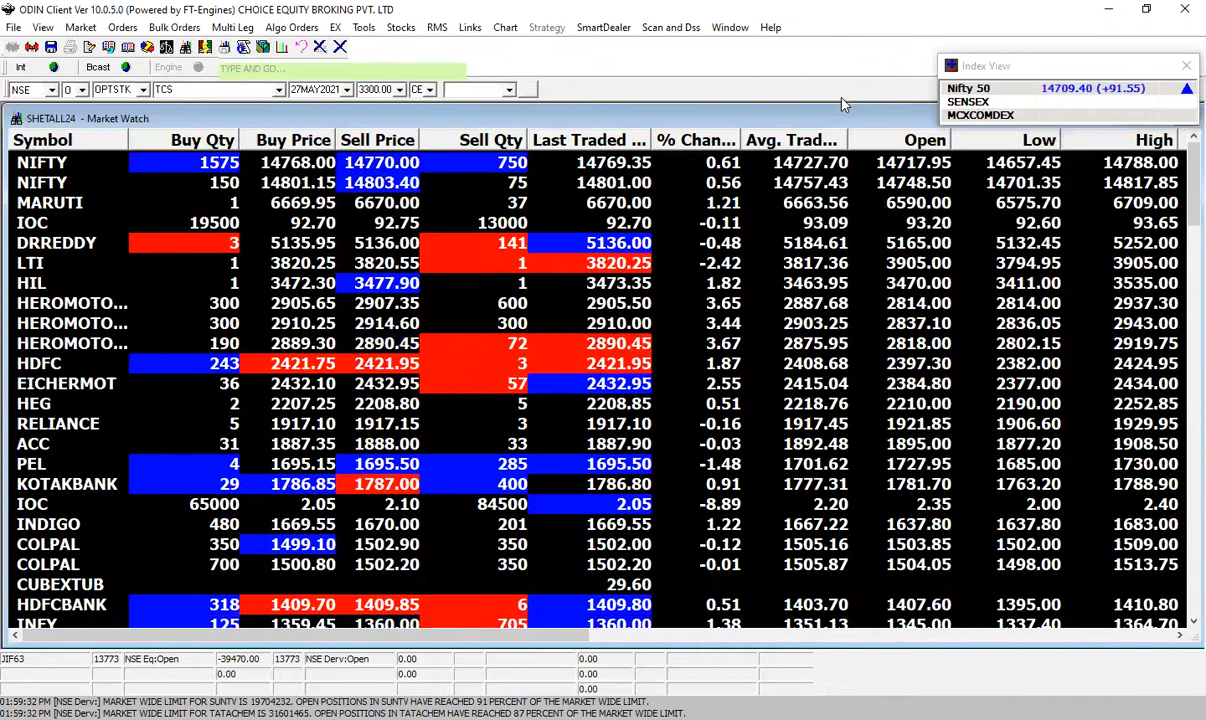 ODIN Client Ver 10.0.5.0 (Powered by FT-Engines) CHOICE EQUITY BROKING PVT. LTD
File View Market Orders Bulk Orders Multi Leg Algo Orders EX Tools Stocks RMS Links Chart Strategy SmartDealer Scan and Dss Window Help
Int Bcast Engine TYPE AND GO...
NSE O OPTSTK TCS 27MAY2021 3300.00 CE
Index View
Nifty 50 14709.40 (+91.55)
SENSEX
MCXCOMDEX
SHETALL24 - Market Watch
Symbol Buy Qty Buy Price Sell Price Sell Qty Last Traded ... % Chan... Avg. Trad... Open Low High
NIFTY 1575 14768.00 14770.00 750 14769.35 0.61 14727.70 14717.95 14657.45 14788.00
NIFTY 150 14801.15 14803.40 75 14801.00 0.56 14757.43 14748.50 14701.35 14817.85
MARUTI 1 6669.95 6670.00 37 6670.00 1.21 6663.56 6590.00 6575.70 6709.00
IOC 19500 92.70 92.75 13000 92.70 -0.11 93.09 93.20 92.60 93.65
DRREDDY 3 5135.95 5136.00 141 5136.00 -0.48 5184.61 5165.00 5132.45 5252.00
LTI 1 3820.25 3820.55 1 3820.25 -2.42 3817.36 3905.00 3794.95 3905.00
HIL 1 3472.30 3477.90 1 3473.35 1.82 3463.95 3470.00 3411.00 3535.00
HEROMOTO... 300 2905.65 2907.35 600 2905.50 3.65 2887.68 2814.00 2814.00 2937.30
HEROMOTO... 300 2910.25 2914.60 300 2910.00 3.44 2903.25 2837.10 2836.05 2943.00
HEROMOTO... 190 2889.30 2890.45 72 2890.45 3.67 2875.95 2818.00 2802.15 2919.75
HDFC 243 2421.75 2421.95 3 2421.95 1.87 2408.68 2397.30 2382.00 2424.95
EICHERMOT 36 2432.10 2432.95 57 2432.95 2.55 2415.04 2384.80 2377.00 2434.00
HEG 2 2207.25 2208.80 5 2208.85 0.51 2218.76 2210.00 2190.00 2252.85
RELIANCE 5 1917.10 1917.15 3 1917.10 -0.16 1917.45 1921.85 1906.60 1929.95
ACC 31 1887.35 1888.00 33 1887.90 -0.03 1892.48 1895.00 1877.20 1908.50
PEL 4 1695.15 1695.50 285 1695.50 -1.48 1701.62 1727.95 1685.00 1730.00
KOTAKBANK 29 1786.85 1787.00 400 1786.80 0.91 1777.31 1781.70 1763.20 1788.90
IOC 65000 2.05 2.10 84500 2.05 -8.89 2.20 2.35 2.00 2.40
INDIGO 480 1669.55 1670.00 201 1669.55 1.22 1667.22 1637.80 1637.80 1683.00
COLPAL 350 1499.10 1502.90 350 1502.00 -0.12 1505.16 1503.85 1502.00 1509.00
COLPAL 700 1500.80 1502.20 350 1502.20 -0.01 1505.87 1504.05 1498.00 1513.75
CUBEXTUB 29.60
HDFCBANK 318 1409.70 1409.85 6 1409.80 0.51 1403.70 1407.60 1395.00 1410.80
INFY 125 1359.45 1360.00 705 1360.00 1.38 1351.13 1345.00 1337.00 1364.70
JIF63 13773 NSE Eq:Open -39470.00 13773 NSE Derv:Open 0.00 0.00
0.00 0.00
0.00
01:59:32 PM [NSE Derv:] MARKET WIDE LIMIT FOR SUNTV IS 19704232. OPEN POSITIONS IN SUNTV HAVE REACHED 91 PERCENT OF THE MARKET WIDE LIMIT.
01:59:32 PM [NSE Derv:] MARKET WIDE LIMIT FOR TATACHEM IS 31601465. OPEN POSITIONS IN TATACHEM HAVE REACHED 87 PERCENT OF THE MARKET WIDE LIMIT.